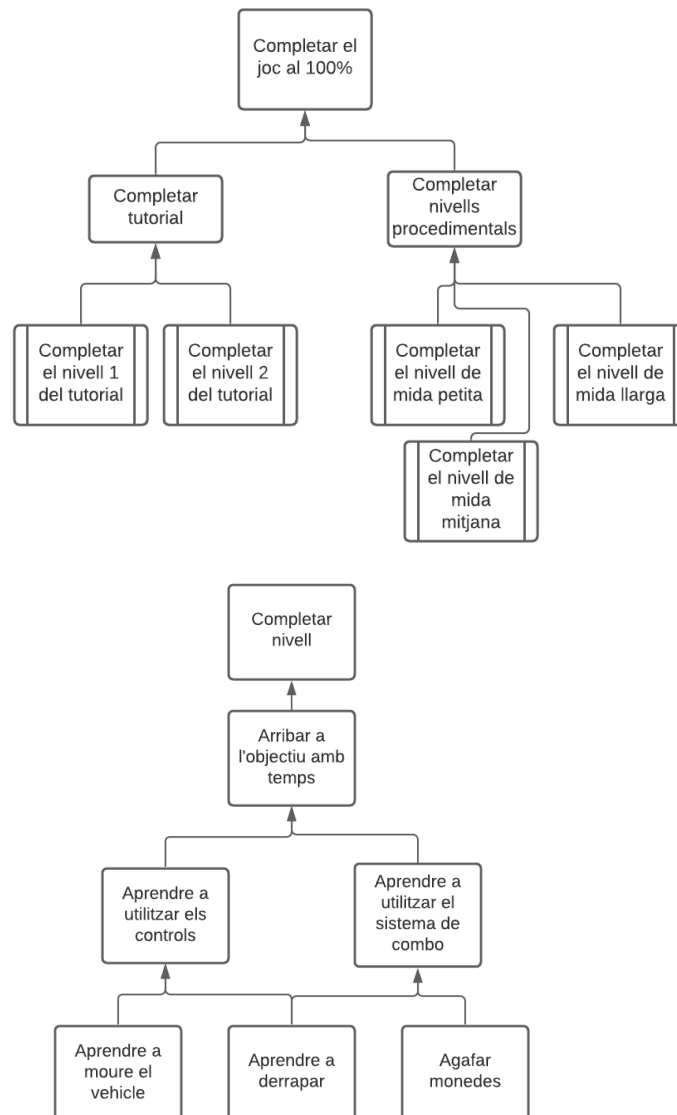 Completar el
joc al 100%
Completar
tutorial
Completar
nivells
procedimentals
Completar
el nivell 1
del tutorial
Completar
el nivell 2
del tutorial
Completar
el nivell de
mida petita
Completar
el nivell de
mida llarga
Completar
el nivell de
mida
mitjana
Completar
nivell
Arribar a
l'objectiu amb
temps
Aprendre a
utilitzar els
controls
Aprendre a
utilitzar el
sistema de
combo
Aprendre a
moure el
vehicle
Aprendre a
derrapar
Agafar
monedes